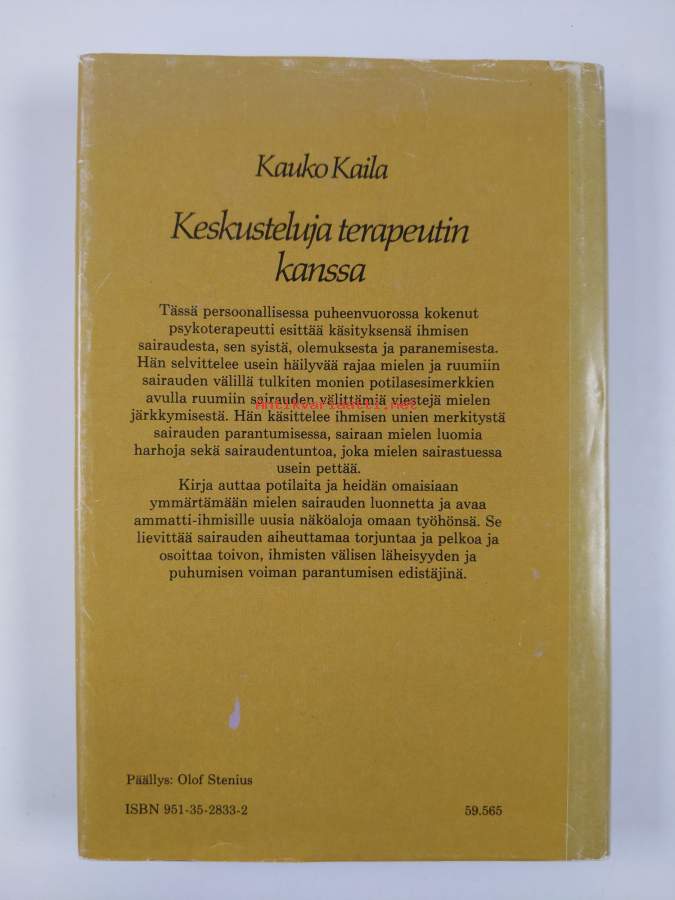 Kauko Kaila
Keskusteluja terapeutin
kanssa
Tässä persoonallisessa puheenvuorossa kokenut
psykoterapeutti esittää käsityksensä ihmisen
sairaudesta, sen syistä, olemuksesta ja paranemisesta.
Hän selvittelee usein häilyvää rajaa mielen ja ruumiin
sairauden välillä tulkiten monien potilasesimerkkien
avulla ruumiin sairauden välittämiä viestejä mielen
Antikvariaatti.net
järkkymisestä. Hän käsittelee ihmisen unien merkitystä
sairauden parantumisessa, sairaan mielen luomia
harhoja sekä sairaudentuntoa, joka mielen sairastuessa
usein pettää.
Kirja auttaa potilaita ja heidän omaisiaan
ymmärtämään mielen sairauden luonnetta ja avaa
ammatti-ihmisille uusia näköaloja omaan työhönsä. Se
lievittää sairauden aiheuttamaa torjuntaa ja pelkoa ja
osoittaa toivon, ihmisten välisen läheisyyden ja
puhumisen voiman parantumisen edistäjinä.
Päällys: Olof Stenius
ISBN 951-35-2833-2 59.565